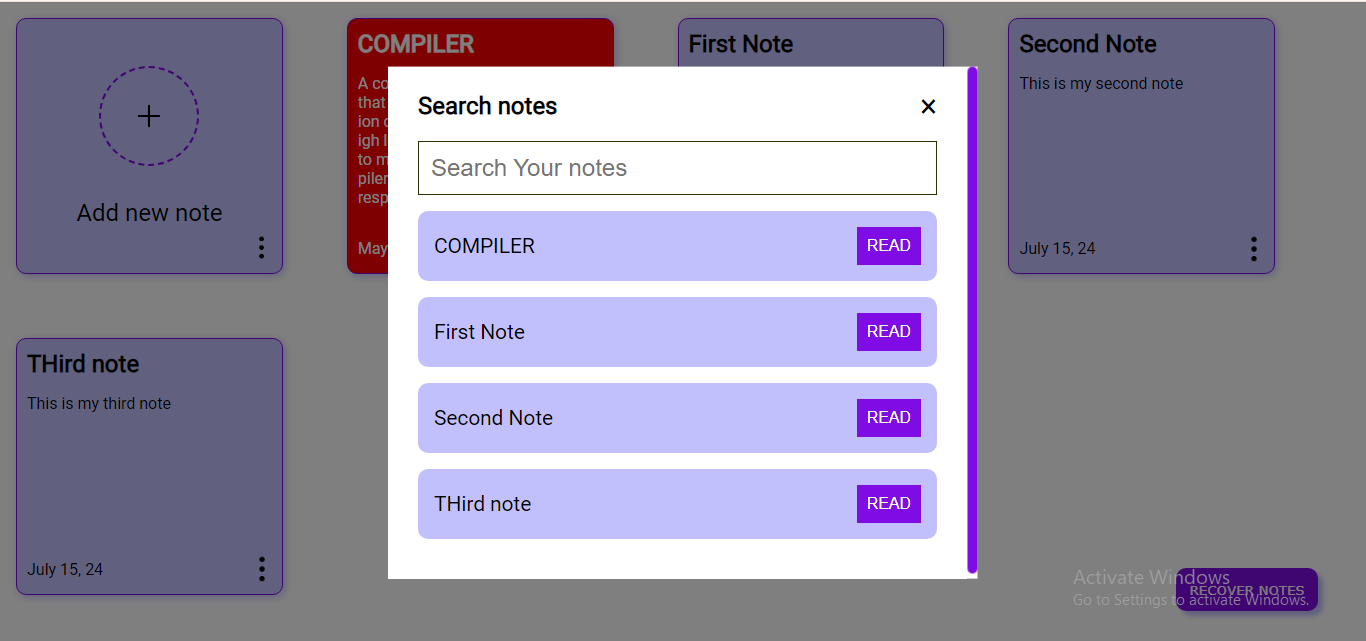 COMPILER
First Note
Second Note
A co
that
ion c
igh l
to m
piler
resp
May
This is my second note
July 15, 24
Add new note
Search notes
×
Search Your notes
COMPILER
READ
First Note
READ
Second Note
READ
THird note
READ
THird note
This is my third note
July 15, 24
Activate Windows
Go to Settings to activate Windows.
RECOVER NOTES